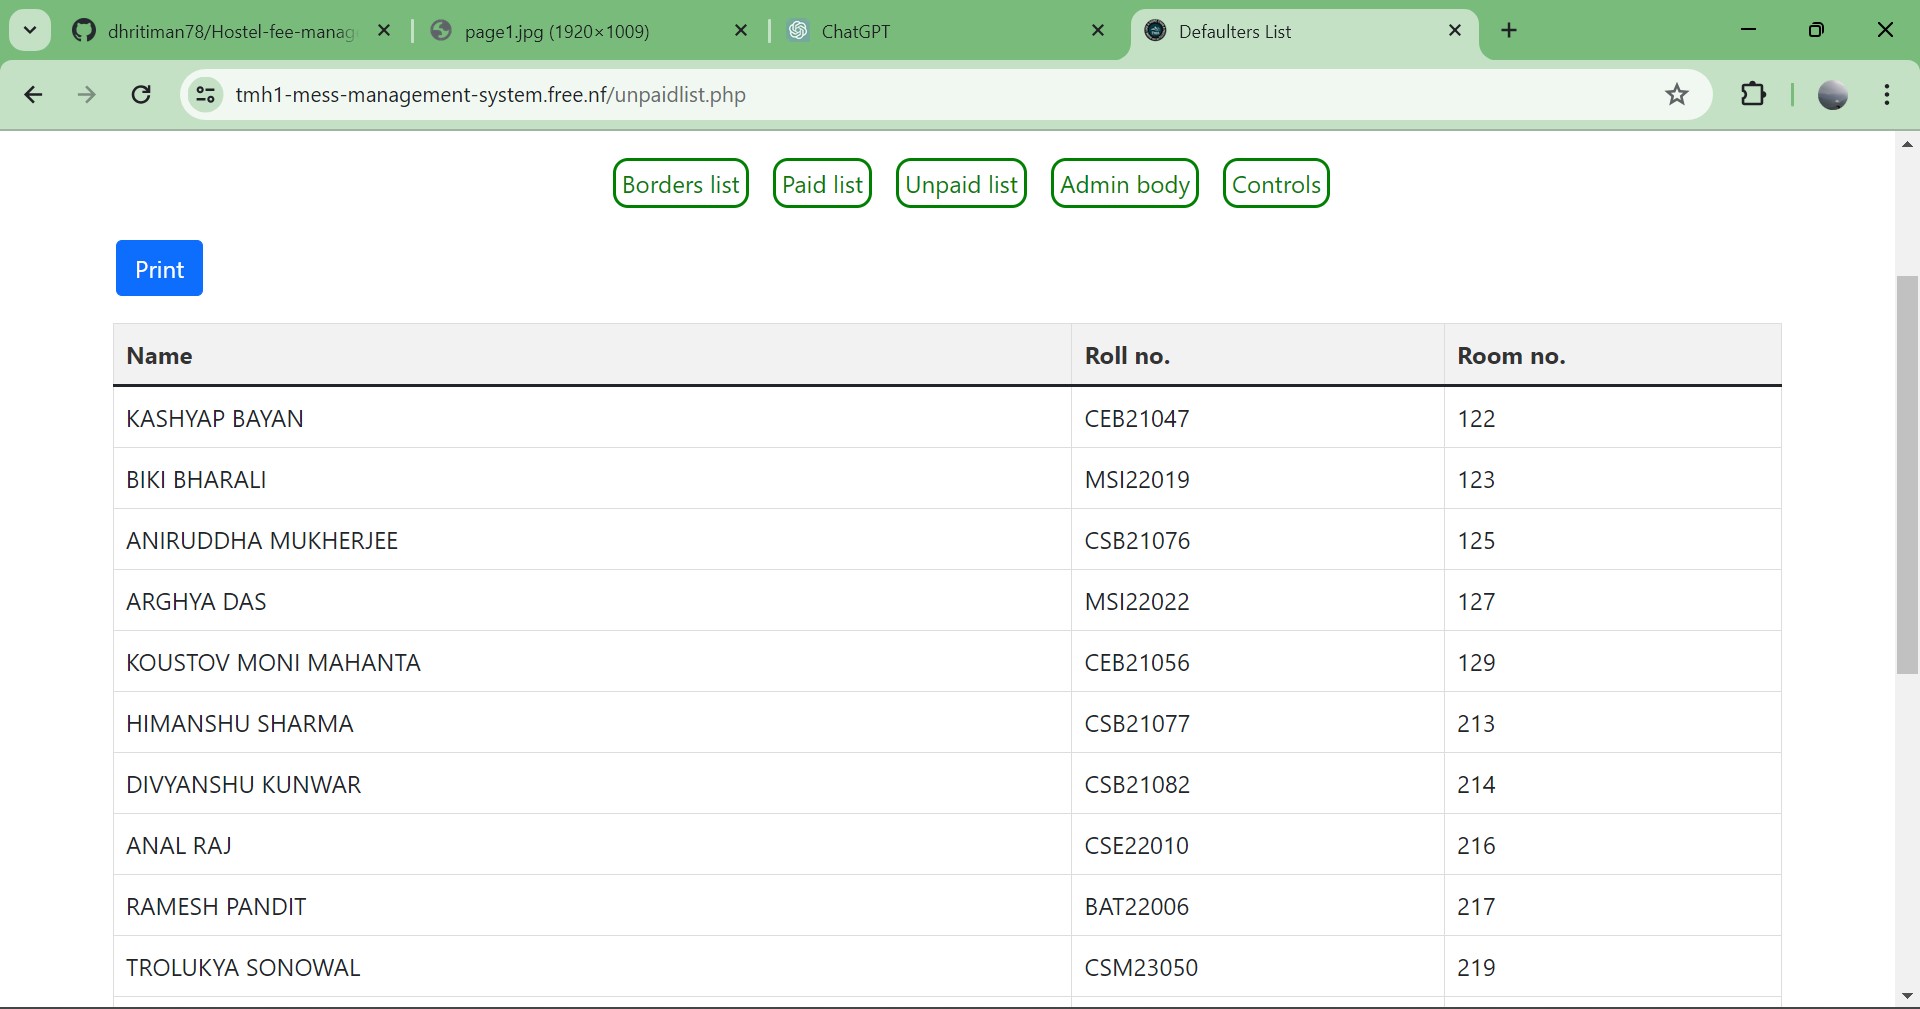 dhritiman78/Hostel-fee-manag
page1.jpg (1920×1009)
ChatGPT
Defaulters List
tmh1-mess-management-system.free.nf/unpaidlist.php
Borders list Paid list Unpaid list Admin body Controls
Print
Name Roll no. Room no.
KASHYAP BAYAN CEB21047 122
BIKI BHARALI MSI22019 123
ANIRUDDHA MUKHERJEE CSB21076 125
ARGHYA DAS MSI22022 127
KOUSTOV MONI MAHANTA CEB21056 129
HIMANSHU SHARMA CSB21077 213
DIVYANSHU KUNWAR CSB21082 214
ANAL RAJ CSE22010 216
RAMESH PANDIT BAT22006 217
TROLUKYA SONOWAL CSM23050 219